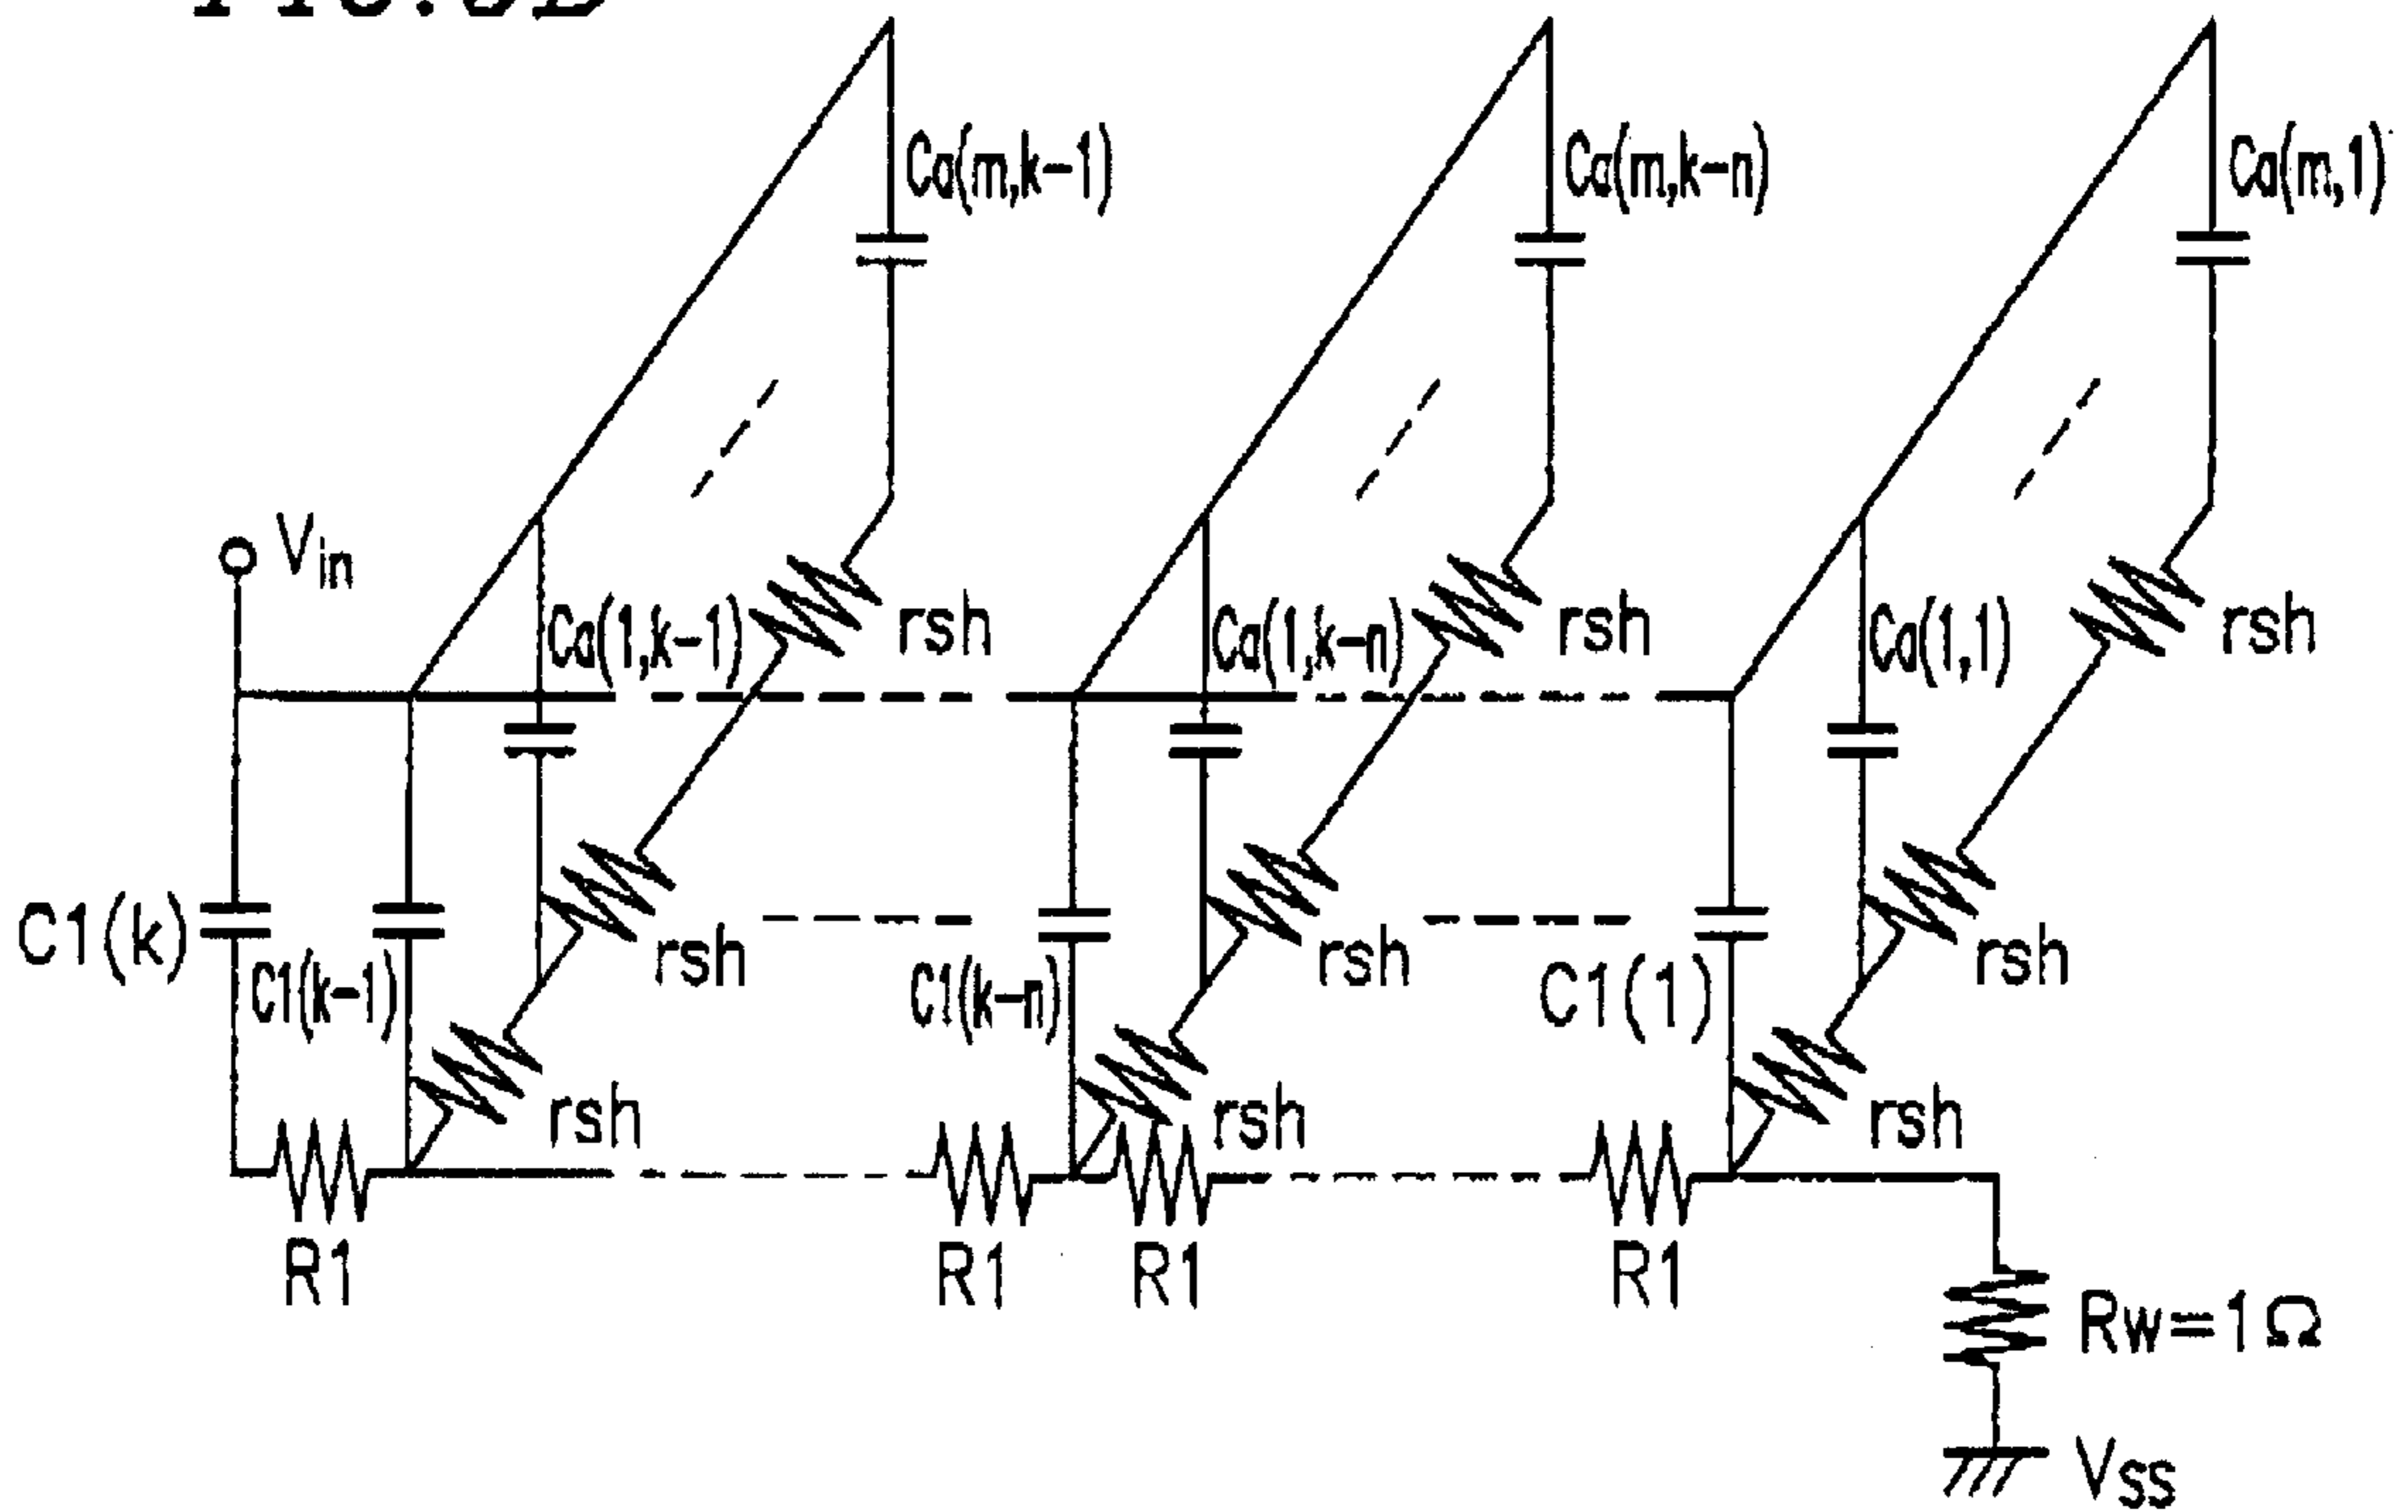 Ca(m,k-1)
Ca(m,k-n)
Ca(m,1)
Vin
Ca(1,k-1)
rsh
Ca(1,k-n)
rsh
Ca(1,1)
rsh
C1(k)
C1(k-1)
rsh
C1(k-n)
rsh
C1(1)
rsh
rsh
rsh
rsh
R1
R1
R1
R1
Rw=1Ω
Vss